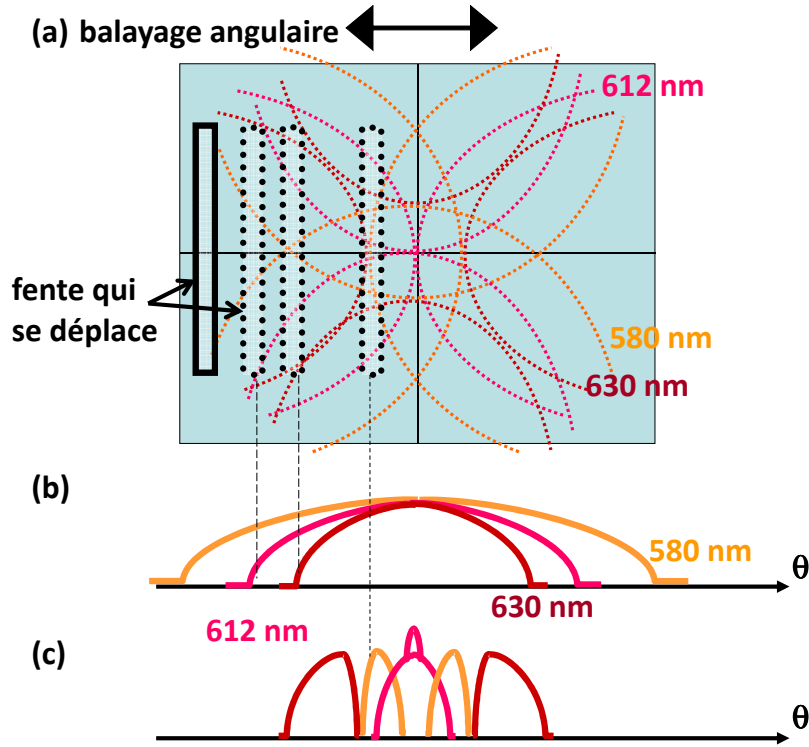 (a) balayage angulaire
612 nm
fente qui
se déplace
580 nm
630 nm
(b)
580 nm
θ
630 nm
612 nm
(c)
θ